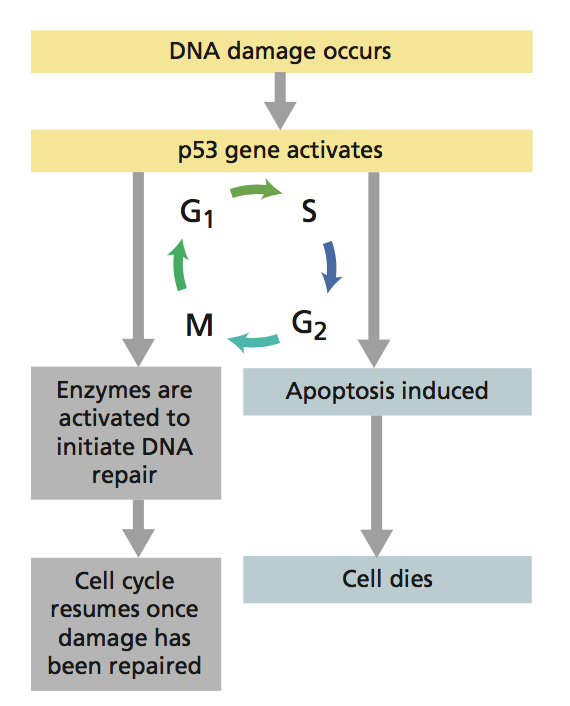 DNA damage occurs
p53 gene activates
G₁
S
M
G₂
Enzymes are
activated to
initiate DNA
repair
Apoptosis induced
Cell cycle
resumes once
damage has
been repaired
Cell dies